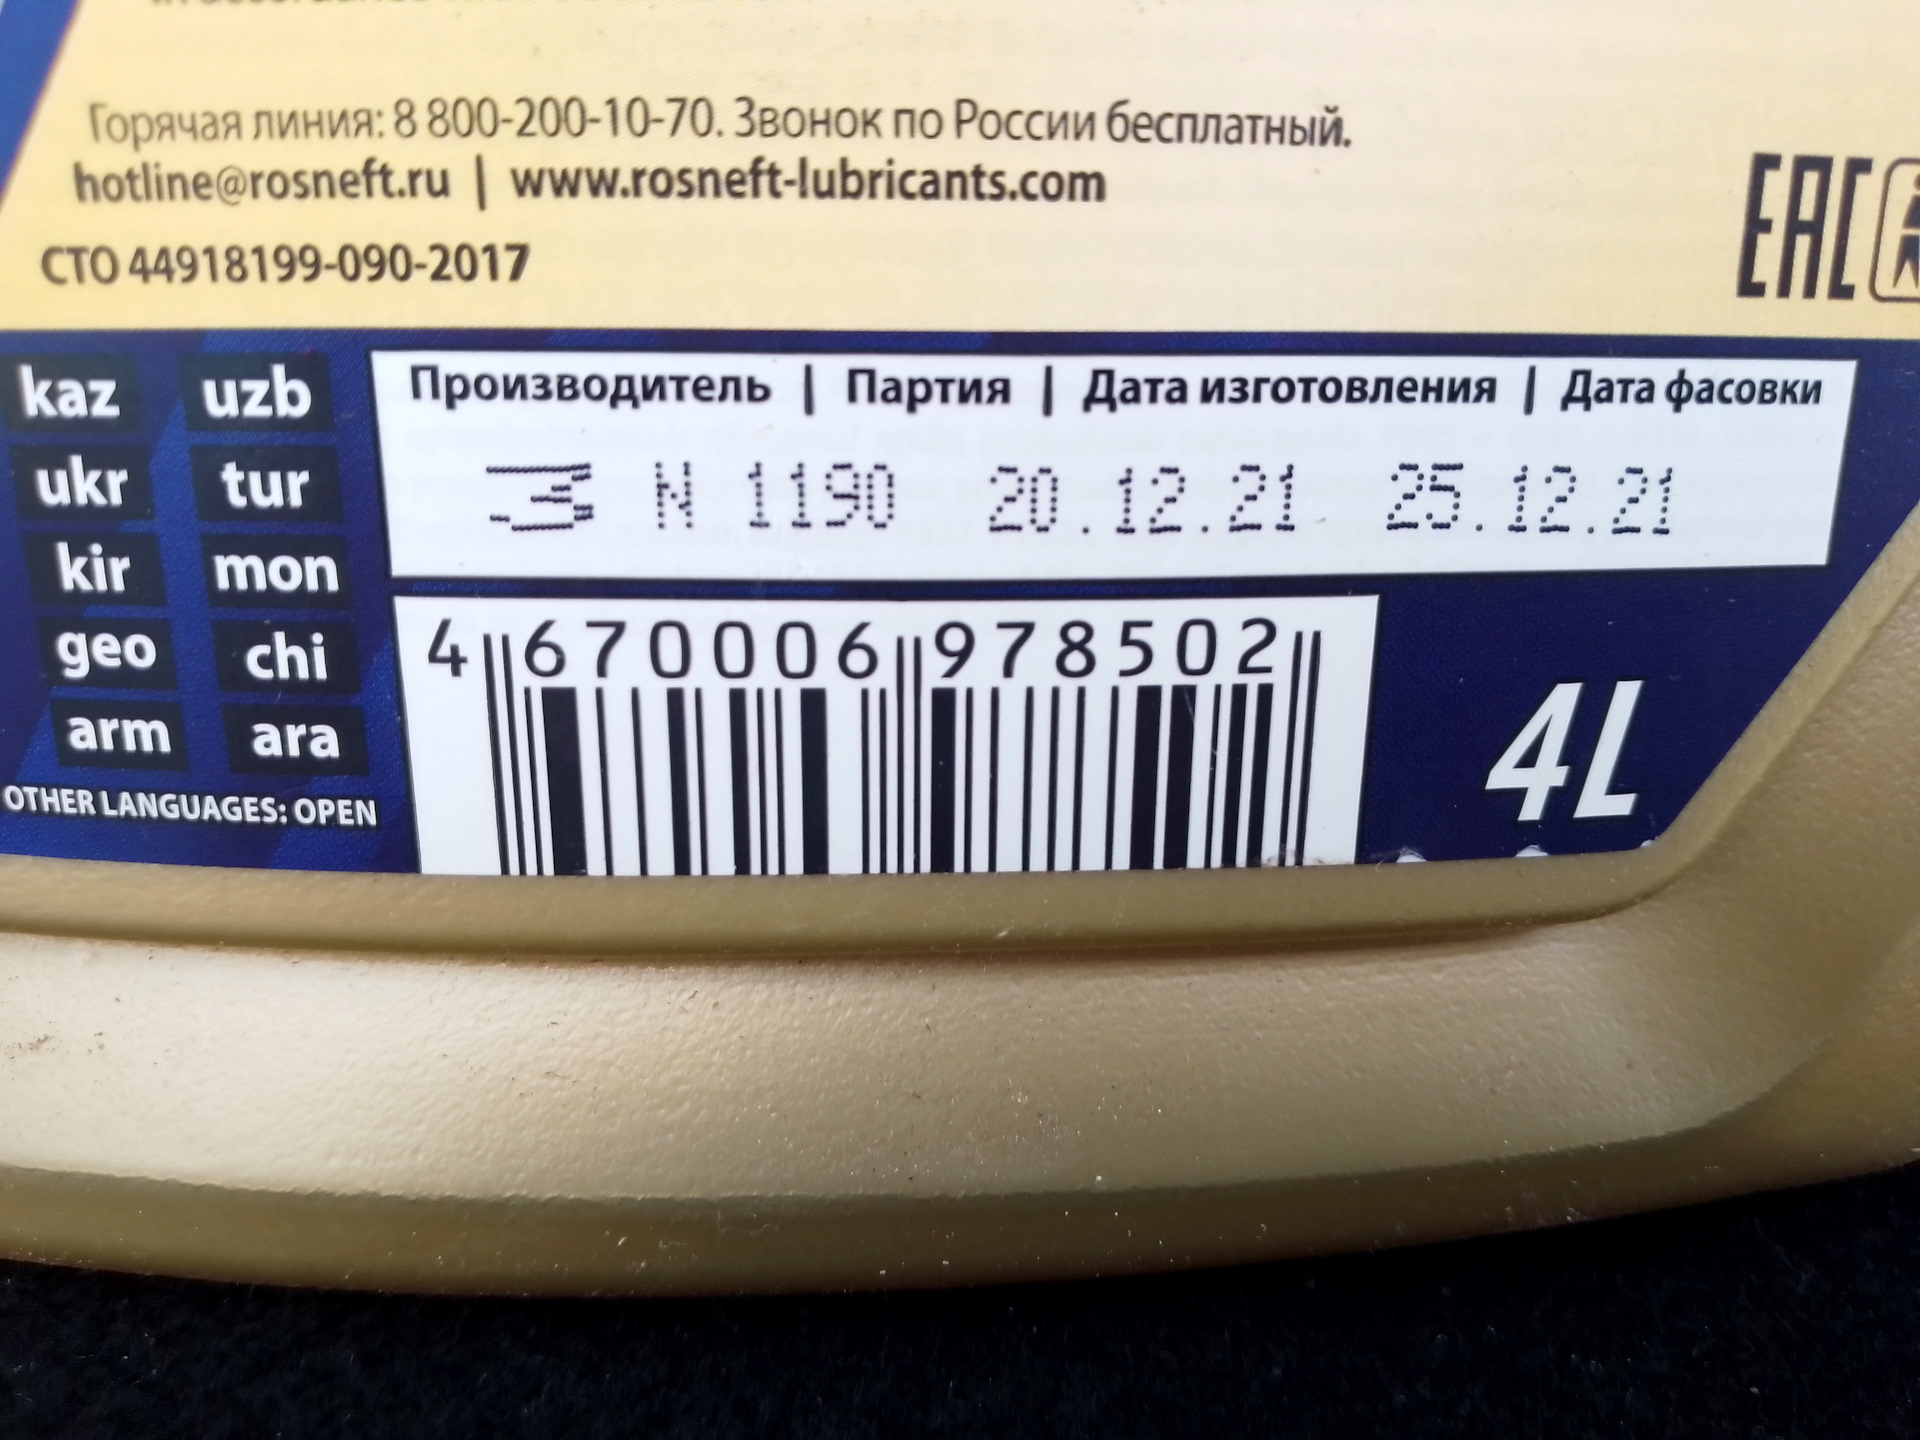 Горячая линия: 8 800-200-10-70. Звонок по России бесплатный.
hotline@rosneft.ru | www.rosneft-lubricants.com
СТО 44918199-090-2017
EAC
kaz uzb
ukr tur
kir mon
geo chi
arm ara
OTHER LANGUAGES: OPEN
Производитель | Партия | Дата изготовления | Дата фасовки
N 1190 20.12.21 25.12.21
4 670006 978502
4L